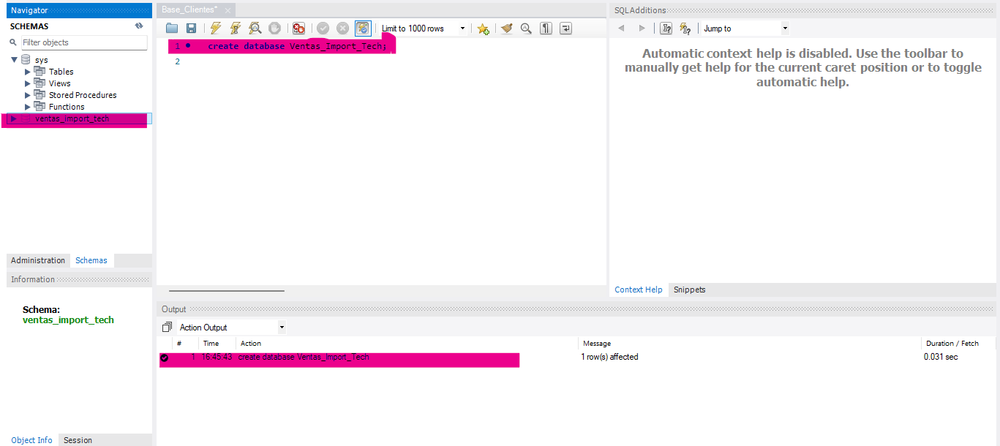 Navigator
SCHEMAS
Filter objects
sys
Tables
Views
Stored Procedures
Functions
ventas_import_tech
Administration Schemas
Information
Schema:
ventas_import_tech
Object Info Session
Base_Clientes*
Limit to 1000 rows
1 create database Ventas_Import_Tech;
2
SQLAdditions
Jump to
Automatic context help is disabled. Use the toolbar to
manually get help for the current caret position or to toggle
automatic help.
Context Help Snippets
Output
Action Output
# Time Action Message Duration / Fetch
1 16:45:43 create database Ventas_Import_Tech 1 row(s) affected 0.031 sec